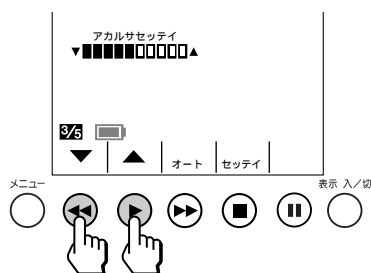 アカルサセッテイ
3/5
オート セッテイ
メニュー
表示 入/切